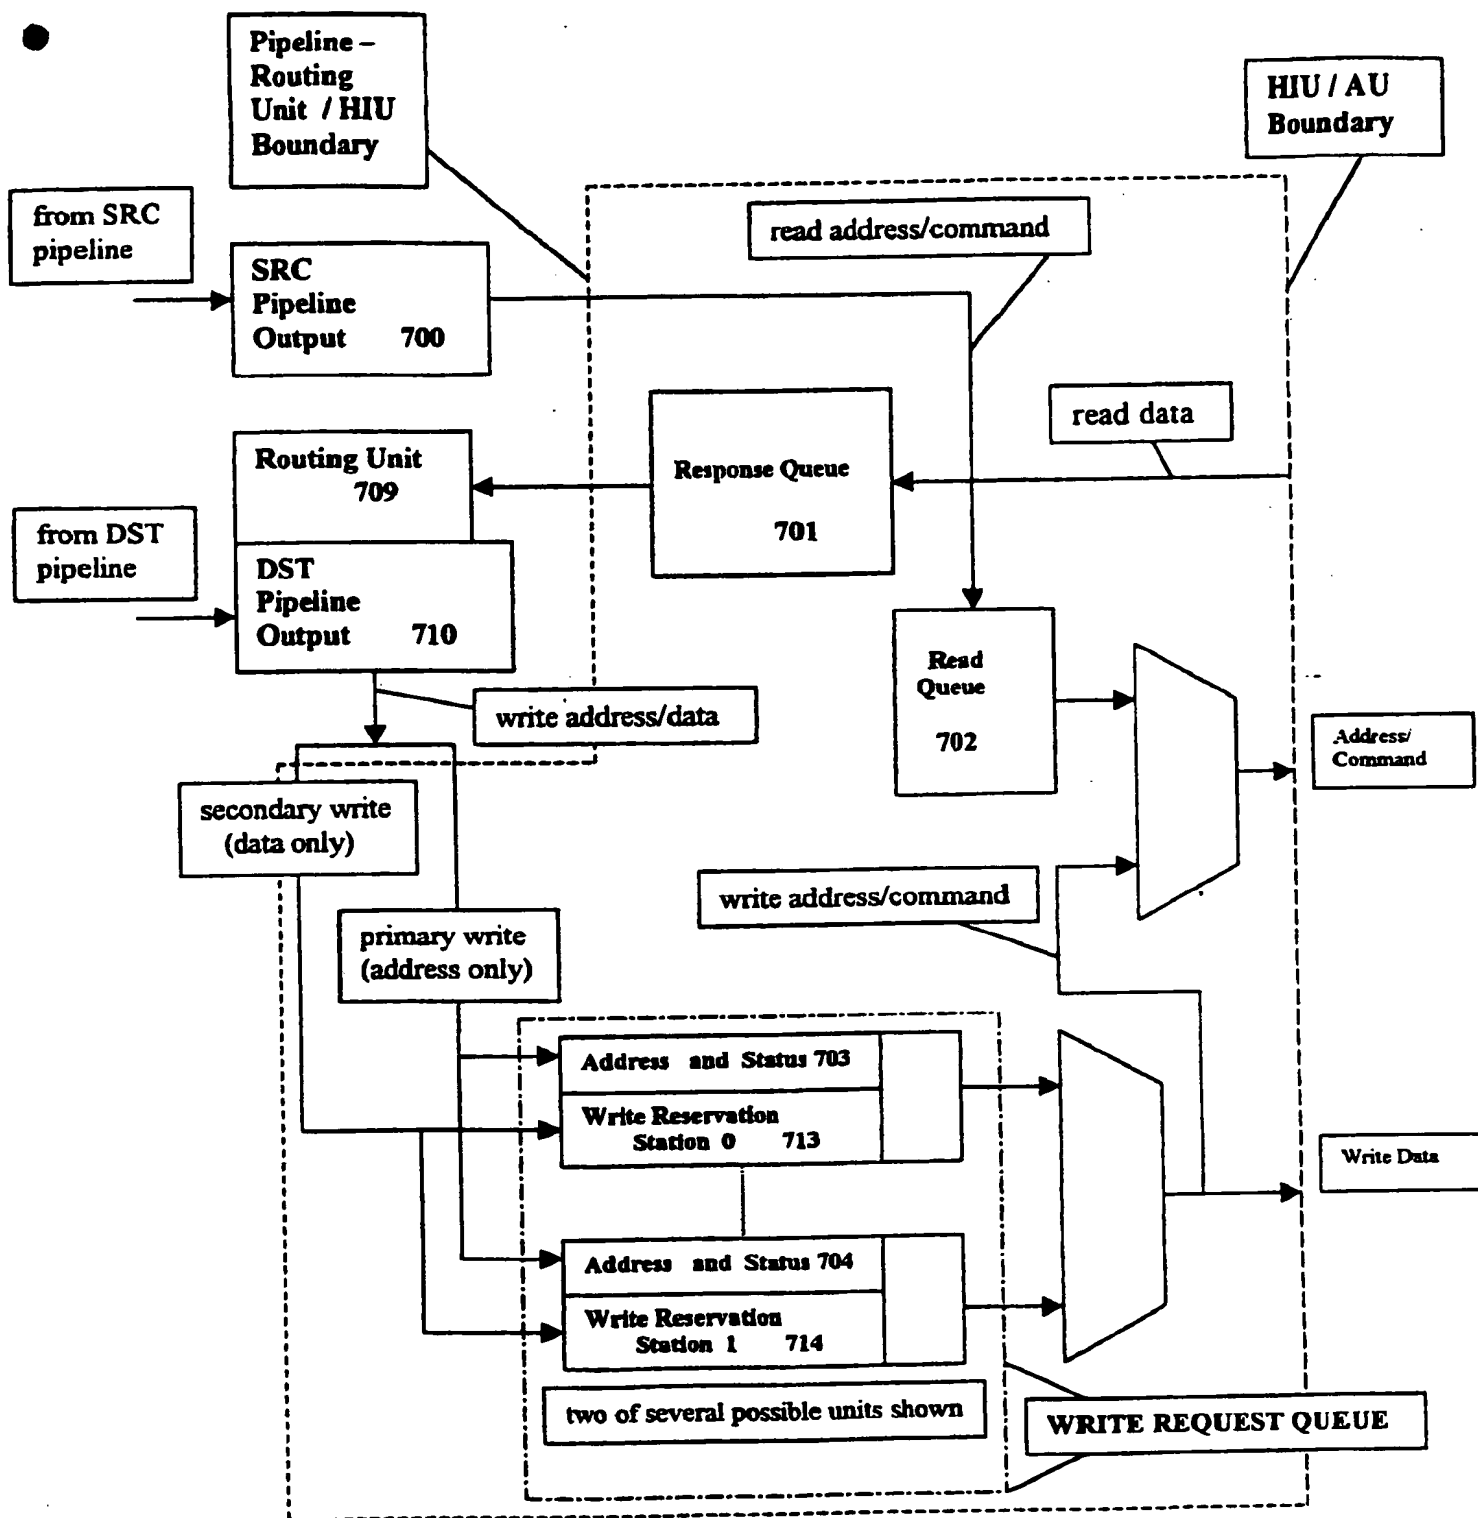 Pipeline –
Routing
Unit / HIU
Boundary
HIU / AU
Boundary
from SRC
pipeline
read address/command
SRC
Pipeline
Output 700
read data
Routing Unit
709
Response Queue
701
from DST
pipeline
DST
Pipeline
Output 710
Read
Queue
702
write address/data
Address/
Command
secondary write
(data only)
write address/command
primary write
(address only)
Address and Status 703
Write Reservation
Station 0 713
Write Data
Address and Status 704
Write Reservation
Station 1 714
two of several possible units shown
WRITE REQUEST QUEUE